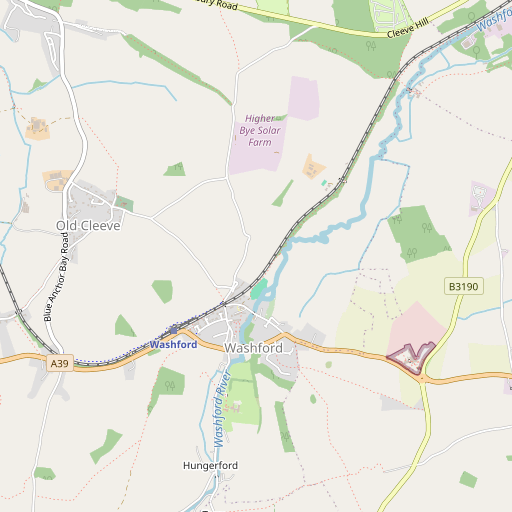 ury Road
Cleeve Hill
Washford
Higher
Bye Solar
Farm
Old Cleeve
Blue Anchor Bay Road
B3190
Washford
Washford
A39
Washford River
Hungerford